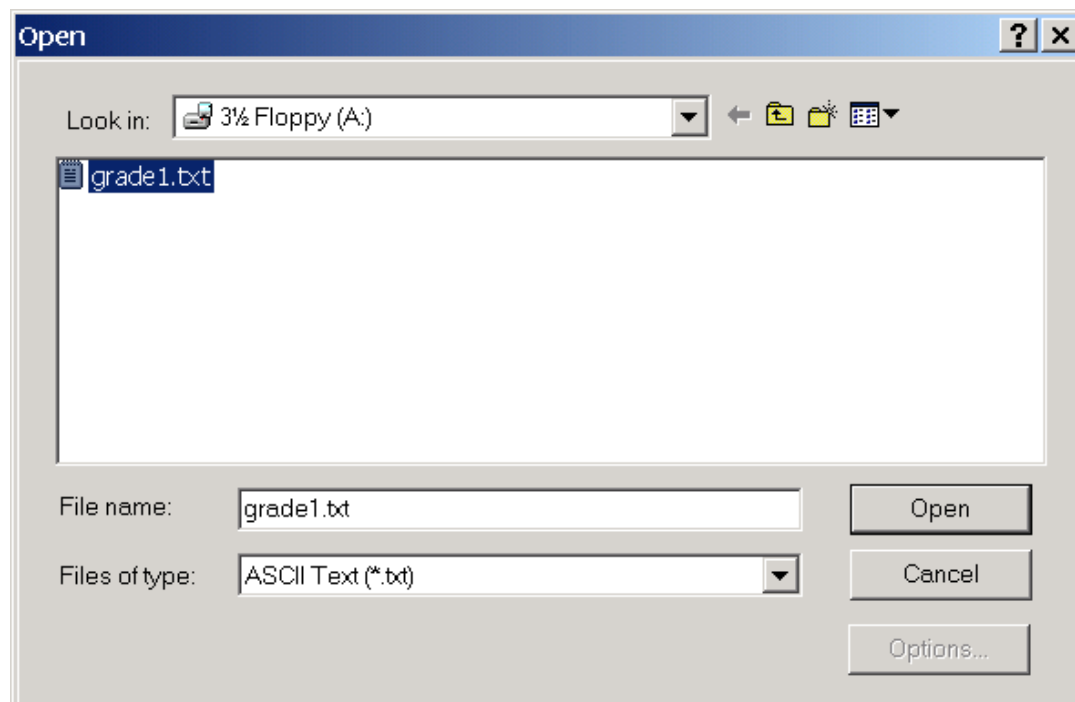 Open
Look in: 3½ Floppy (A:)
grade1.txt
File name: grade1.txt Open
Files of type: ASCII Text (*.txt) Cancel
Options...